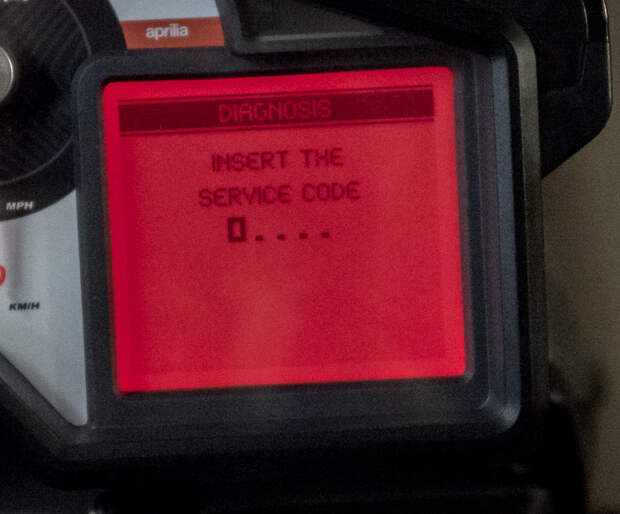 aprilia
DIAGNOSIS
INSERT THE
SERVICE CODE
0....
MPH
KM/H